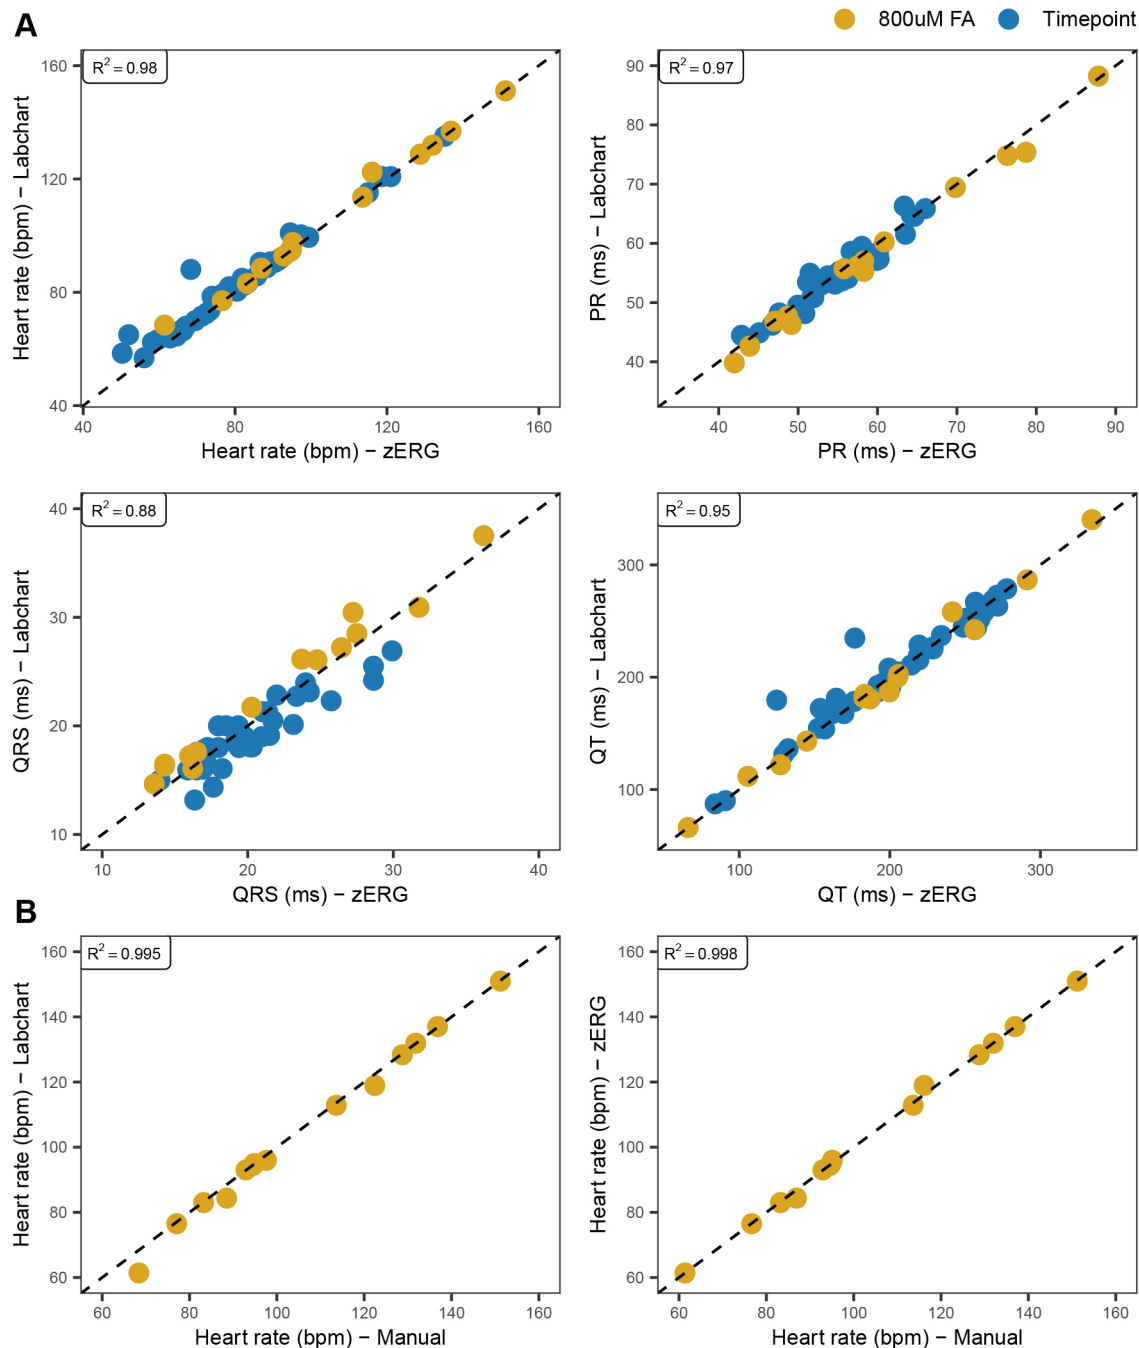 A
800uM FA
Timepoint
R² = 0.98
Heart rate (bpm) − Labchart
160
120
80
40
40
80
120
160
Heart rate (bpm) − zERG
R² = 0.97
PR (ms) − Labchart
90
80
70
60
50
40
40
50
60
70
80
90
PR (ms) − zERG
R² = 0.88
QRS (ms) − Labchart
40
30
20
10
10
20
30
40
QRS (ms) − zERG
R² = 0.95
QT (ms) − Labchart
300
200
100
100
200
300
QT (ms) − zERG
B
R² = 0.995
Heart rate (bpm) − Labchart
160
140
120
100
80
60
60
80
100
120
140
160
Heart rate (bpm) − Manual
R² = 0.998
Heart rate (bpm) − zERG
160
140
120
100
80
60
60
80
100
120
140
160
Heart rate (bpm) − Manual